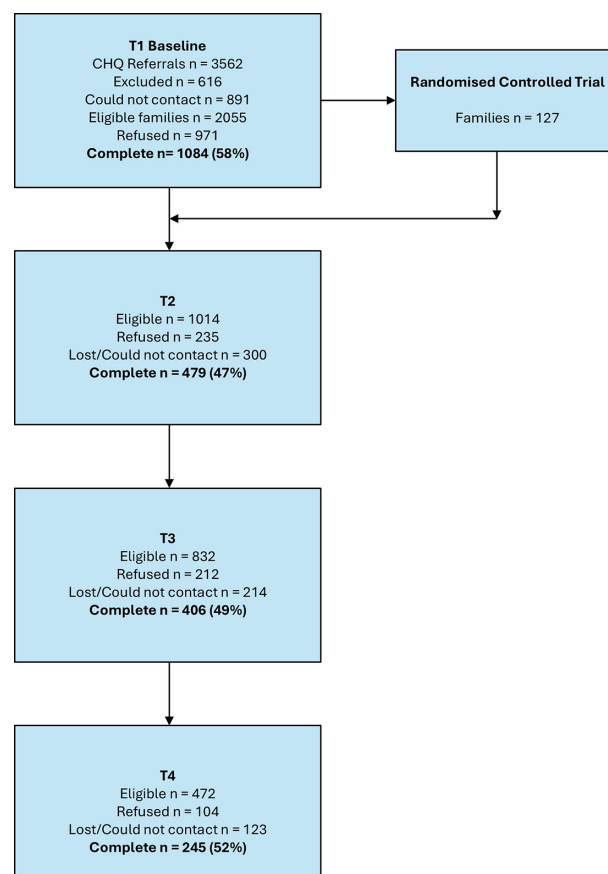 T1 Baseline
CHQ Referrals n = 3562
Excluded n = 616
Could not contact n = 891
Eligible families n = 2055
Refused n = 971
Complete n= 1084 (58%)
Randomised Controlled Trial
Families n = 127
T2
Eligible n = 1014
Refused n = 235
Lost/Could not contact n = 300
Complete n = 479 (47%)
T3
Eligible n = 832
Refused n = 212
Lost/Could not contact n = 214
Complete n = 406 (49%)
T4
Eligible n = 472
Refused n = 104
Lost/Could not contact n = 123
Complete n = 245 (52%)